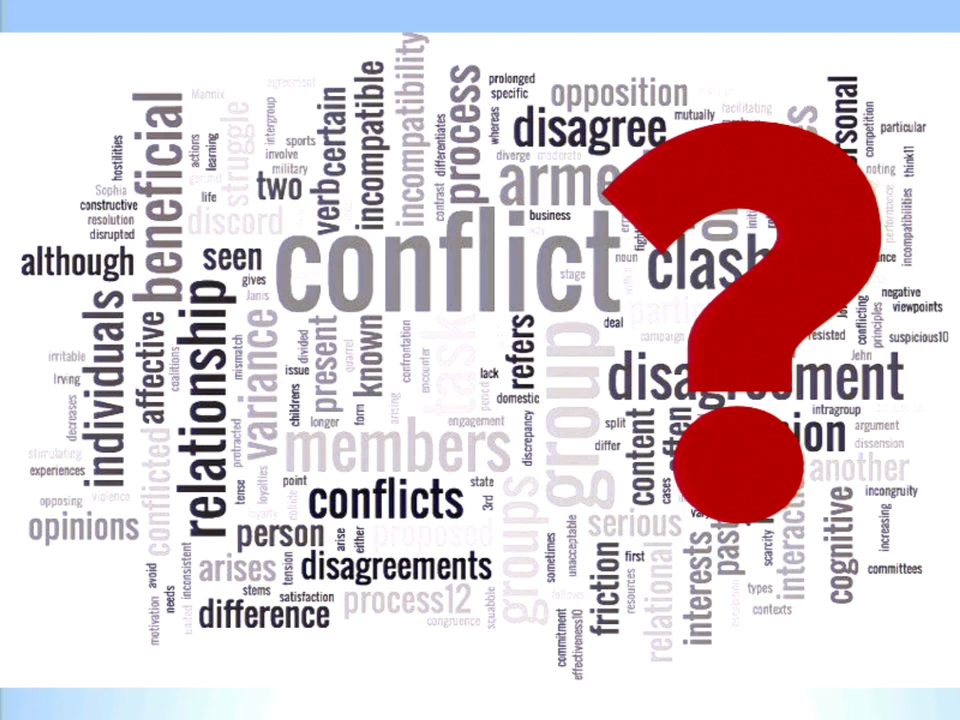 incompatibility
prolonged
specific
agreement
Mannix
incompatible
process
opposition
mutually
facilitating
personal
competition
particular
beneficial
struggle
intergroup
certain
verb
differentiates
whereas
disagree
hostilities
actions
learning
sports
involve
military
diverge
moderate
noting
think11
two
contrast
arme
Sophia
constructive
resolution
disrupted
life
discord
business
performance
incompatibilities
although
seen
conflict
noun
clash
gives
Janis
stage
individuals
affective
relationship
variance
mismatch
coalitions
divided
issue
present
quarrel
known
confrontation
encounter
task
refers
group
deal
campaign
negative
viewpoints
conflicting
principles
suspicious10
resisted
Jehn
irritable
Irving
decreases
childrens
longer
form
arising
lack
period
domestic
disagreement
engagement
discrepancy
split
differ
content
often
intragroup
argument
dissension
stimulating
experiences
conflicted
protracted
members
another
opposing
violence
opinions
tense
loyalties
point
collide
conflicts
state
3rd
groups
cases
incongruity
increasing
cognitive
person
arise
either
proposed
serious
past
interests
scarcity
avoid
inconsistent
arises
tension
disagreements
sometimes
unacceptable
friction
first
resources
relational
committees
motivation
needs
united
stems
satisfaction
difference
process12
congruence
squabble
follows
commitment
effectiveness10
types
contexts
?